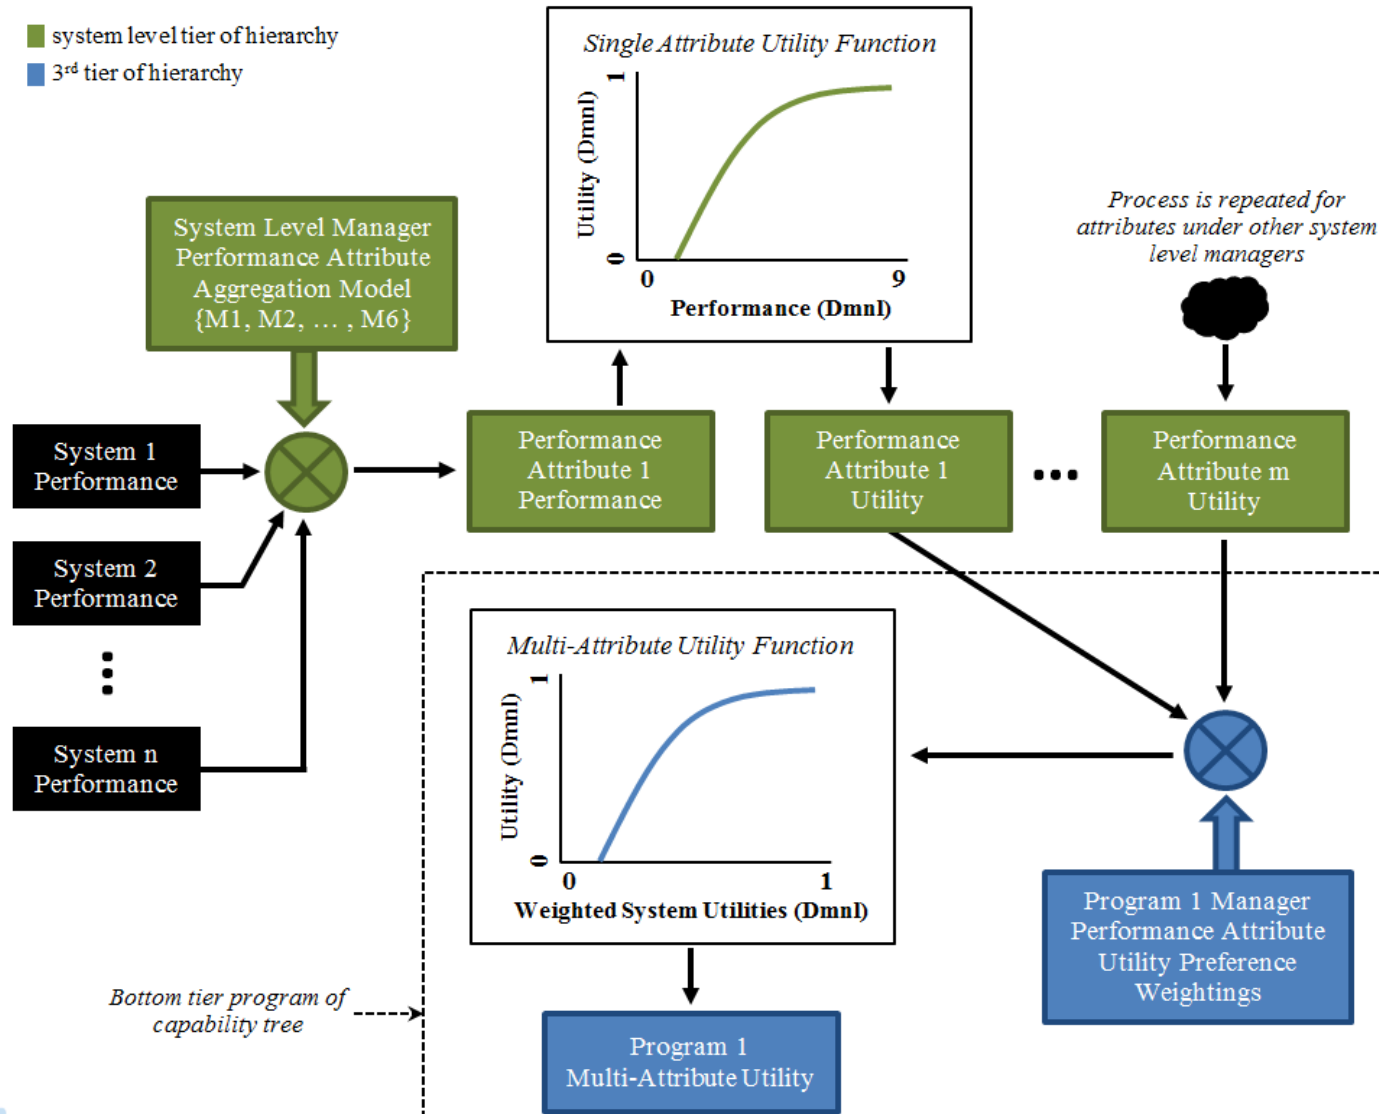 system level tier of hierarchy
3rd tier of hierarchy
Single Attribute Utility Function
1
Utility (Dmnl)
0
0
9
Performance (Dmnl)
System Level Manager
Performance Attribute
Aggregation Model
{M1, M2, … , M6}
Process is repeated for
attributes under other system
level managers
System 1
Performance
System 2
Performance
System n
Performance
Performance
Attribute 1
Performance
Performance
Attribute 1
Utility
Performance
Attribute m
Utility
Multi-Attribute Utility Function
1
Utility (Dmnl)
0
0
1
Weighted System Utilities (Dmnl)
Program 1 Manager
Performance Attribute
Utility Preference
Weightings
Bottom tier program of
capability tree
Program 1
Multi-Attribute Utility